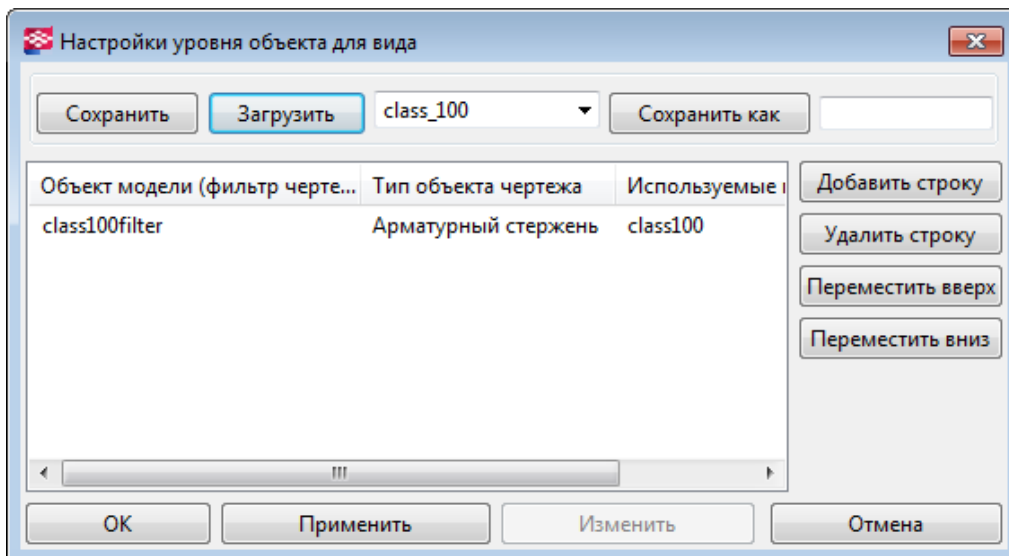 Настройки уровня объекта для вида
Сохранить Загрузить class_100 Сохранить как
Объект модели (фильтр черте... Тип объекта чертежа Используемые
class100filter Арматурный стержень class100
Добавить строку
Удалить строку
Переместить вверх
Переместить вниз
OK Применить Изменить Отмена